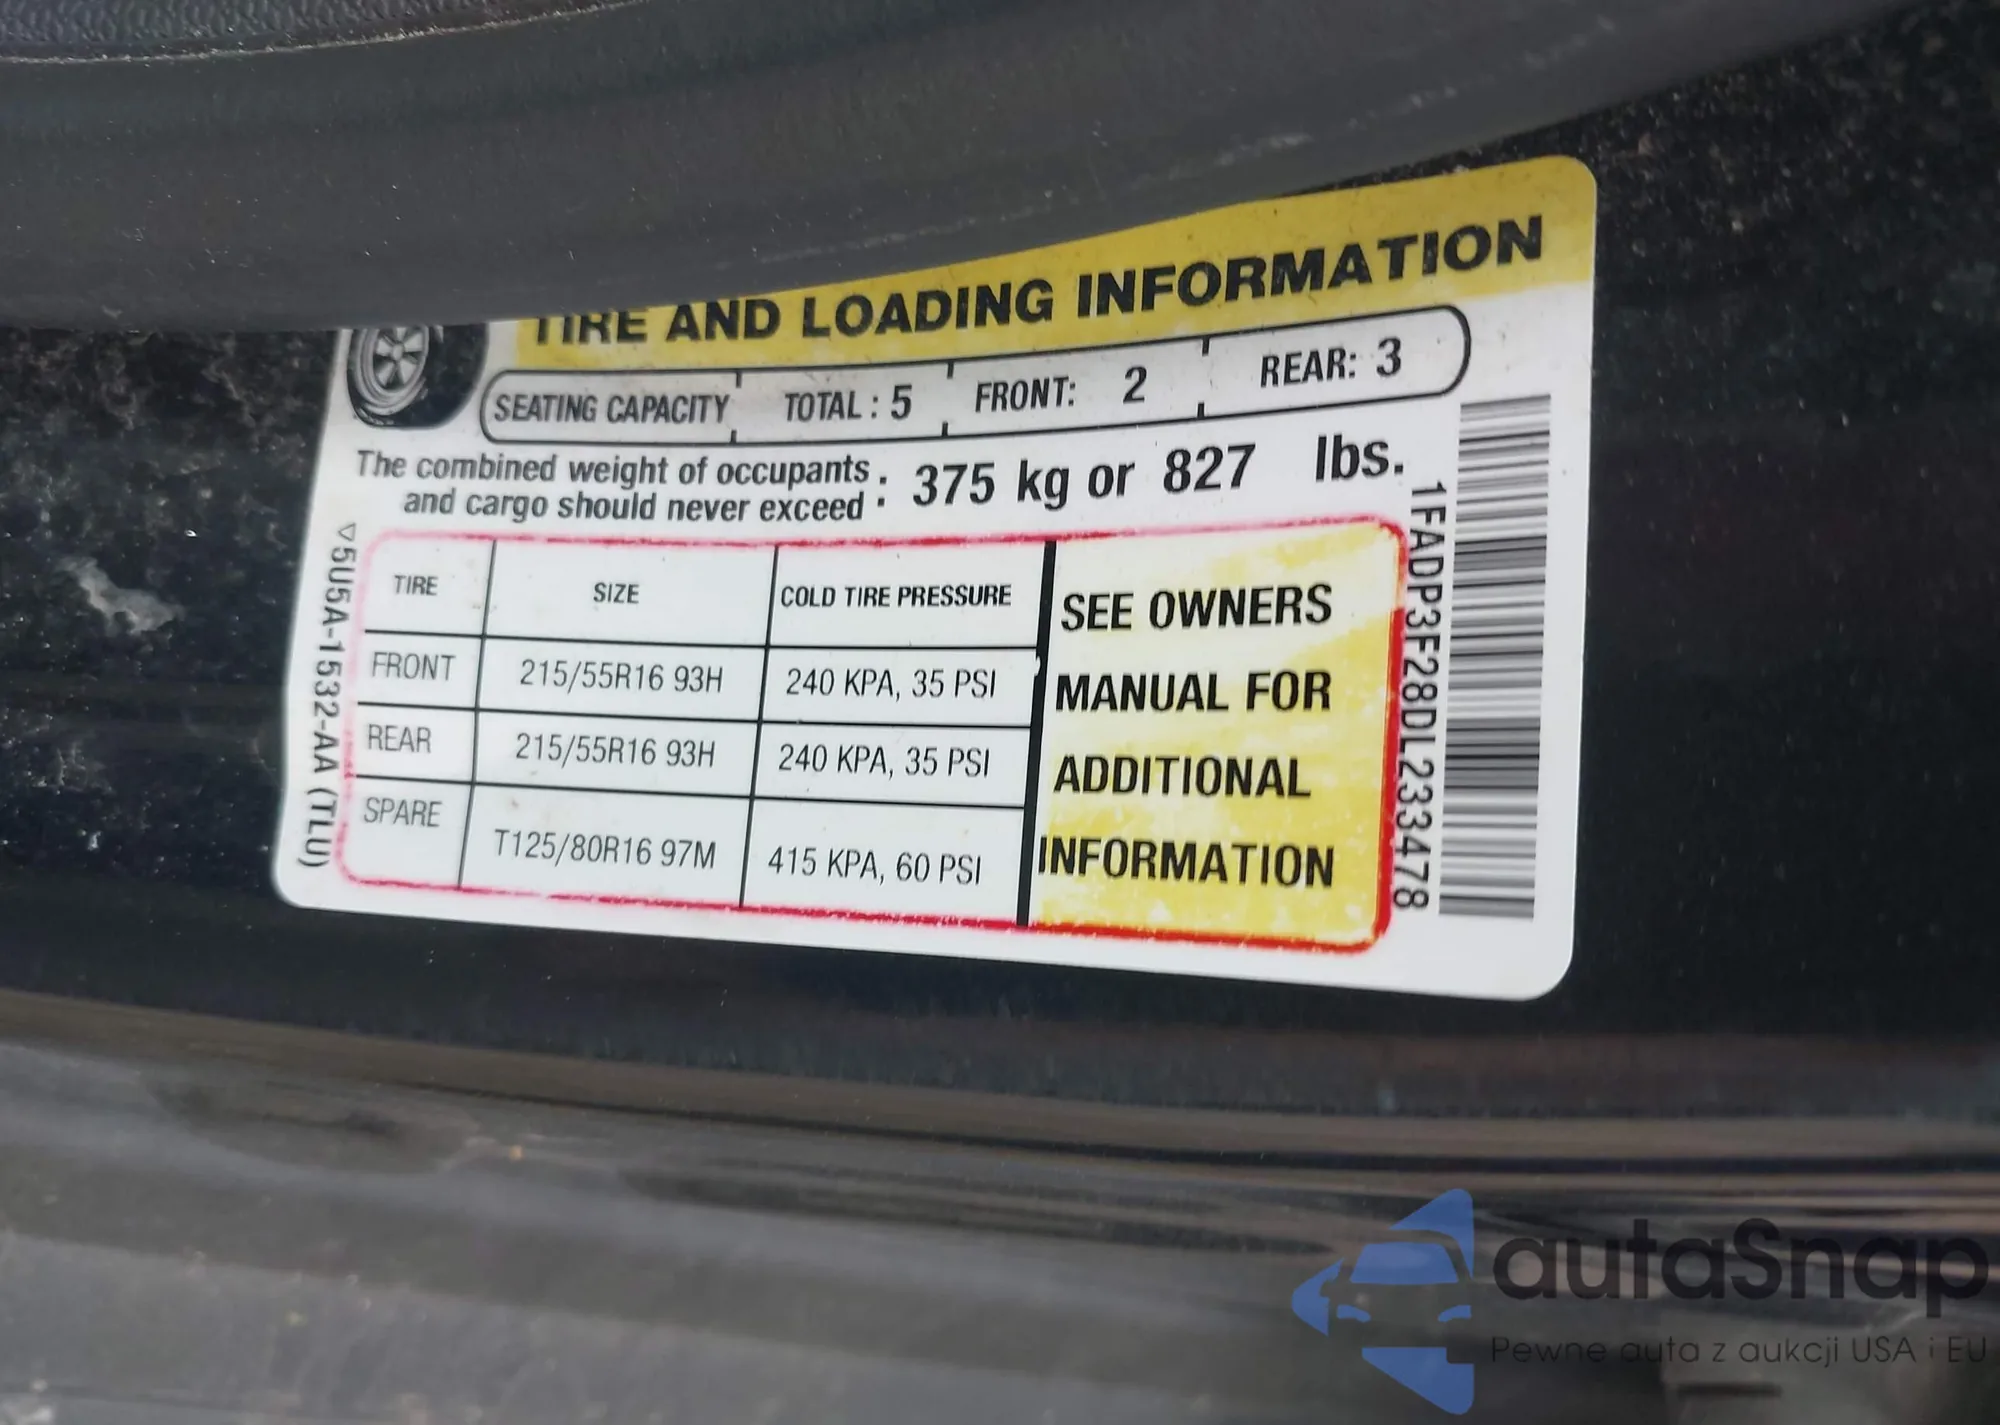 TIRE AND LOADING INFORMATION
SEATING CAPACITY TOTAL : 5 FRONT: 2 REAR: 3
The combined weight of occupants : 375 kg or 827 lbs.
and cargo should never exceed :
▽5U5A-1532-AA (TLU)
TIRE SIZE COLD TIRE PRESSURE
FRONT 215/55R16 93H 240 KPA, 35 PSI
REAR 215/55R16 93H 240 KPA, 35 PSI
SPARE T125/80R16 97M 415 KPA, 60 PSI
SEE OWNERS
MANUAL FOR
ADDITIONAL
INFORMATION
1FADP3F28DL233478
autaSnap
Pewne auta z aukcji USA i EU